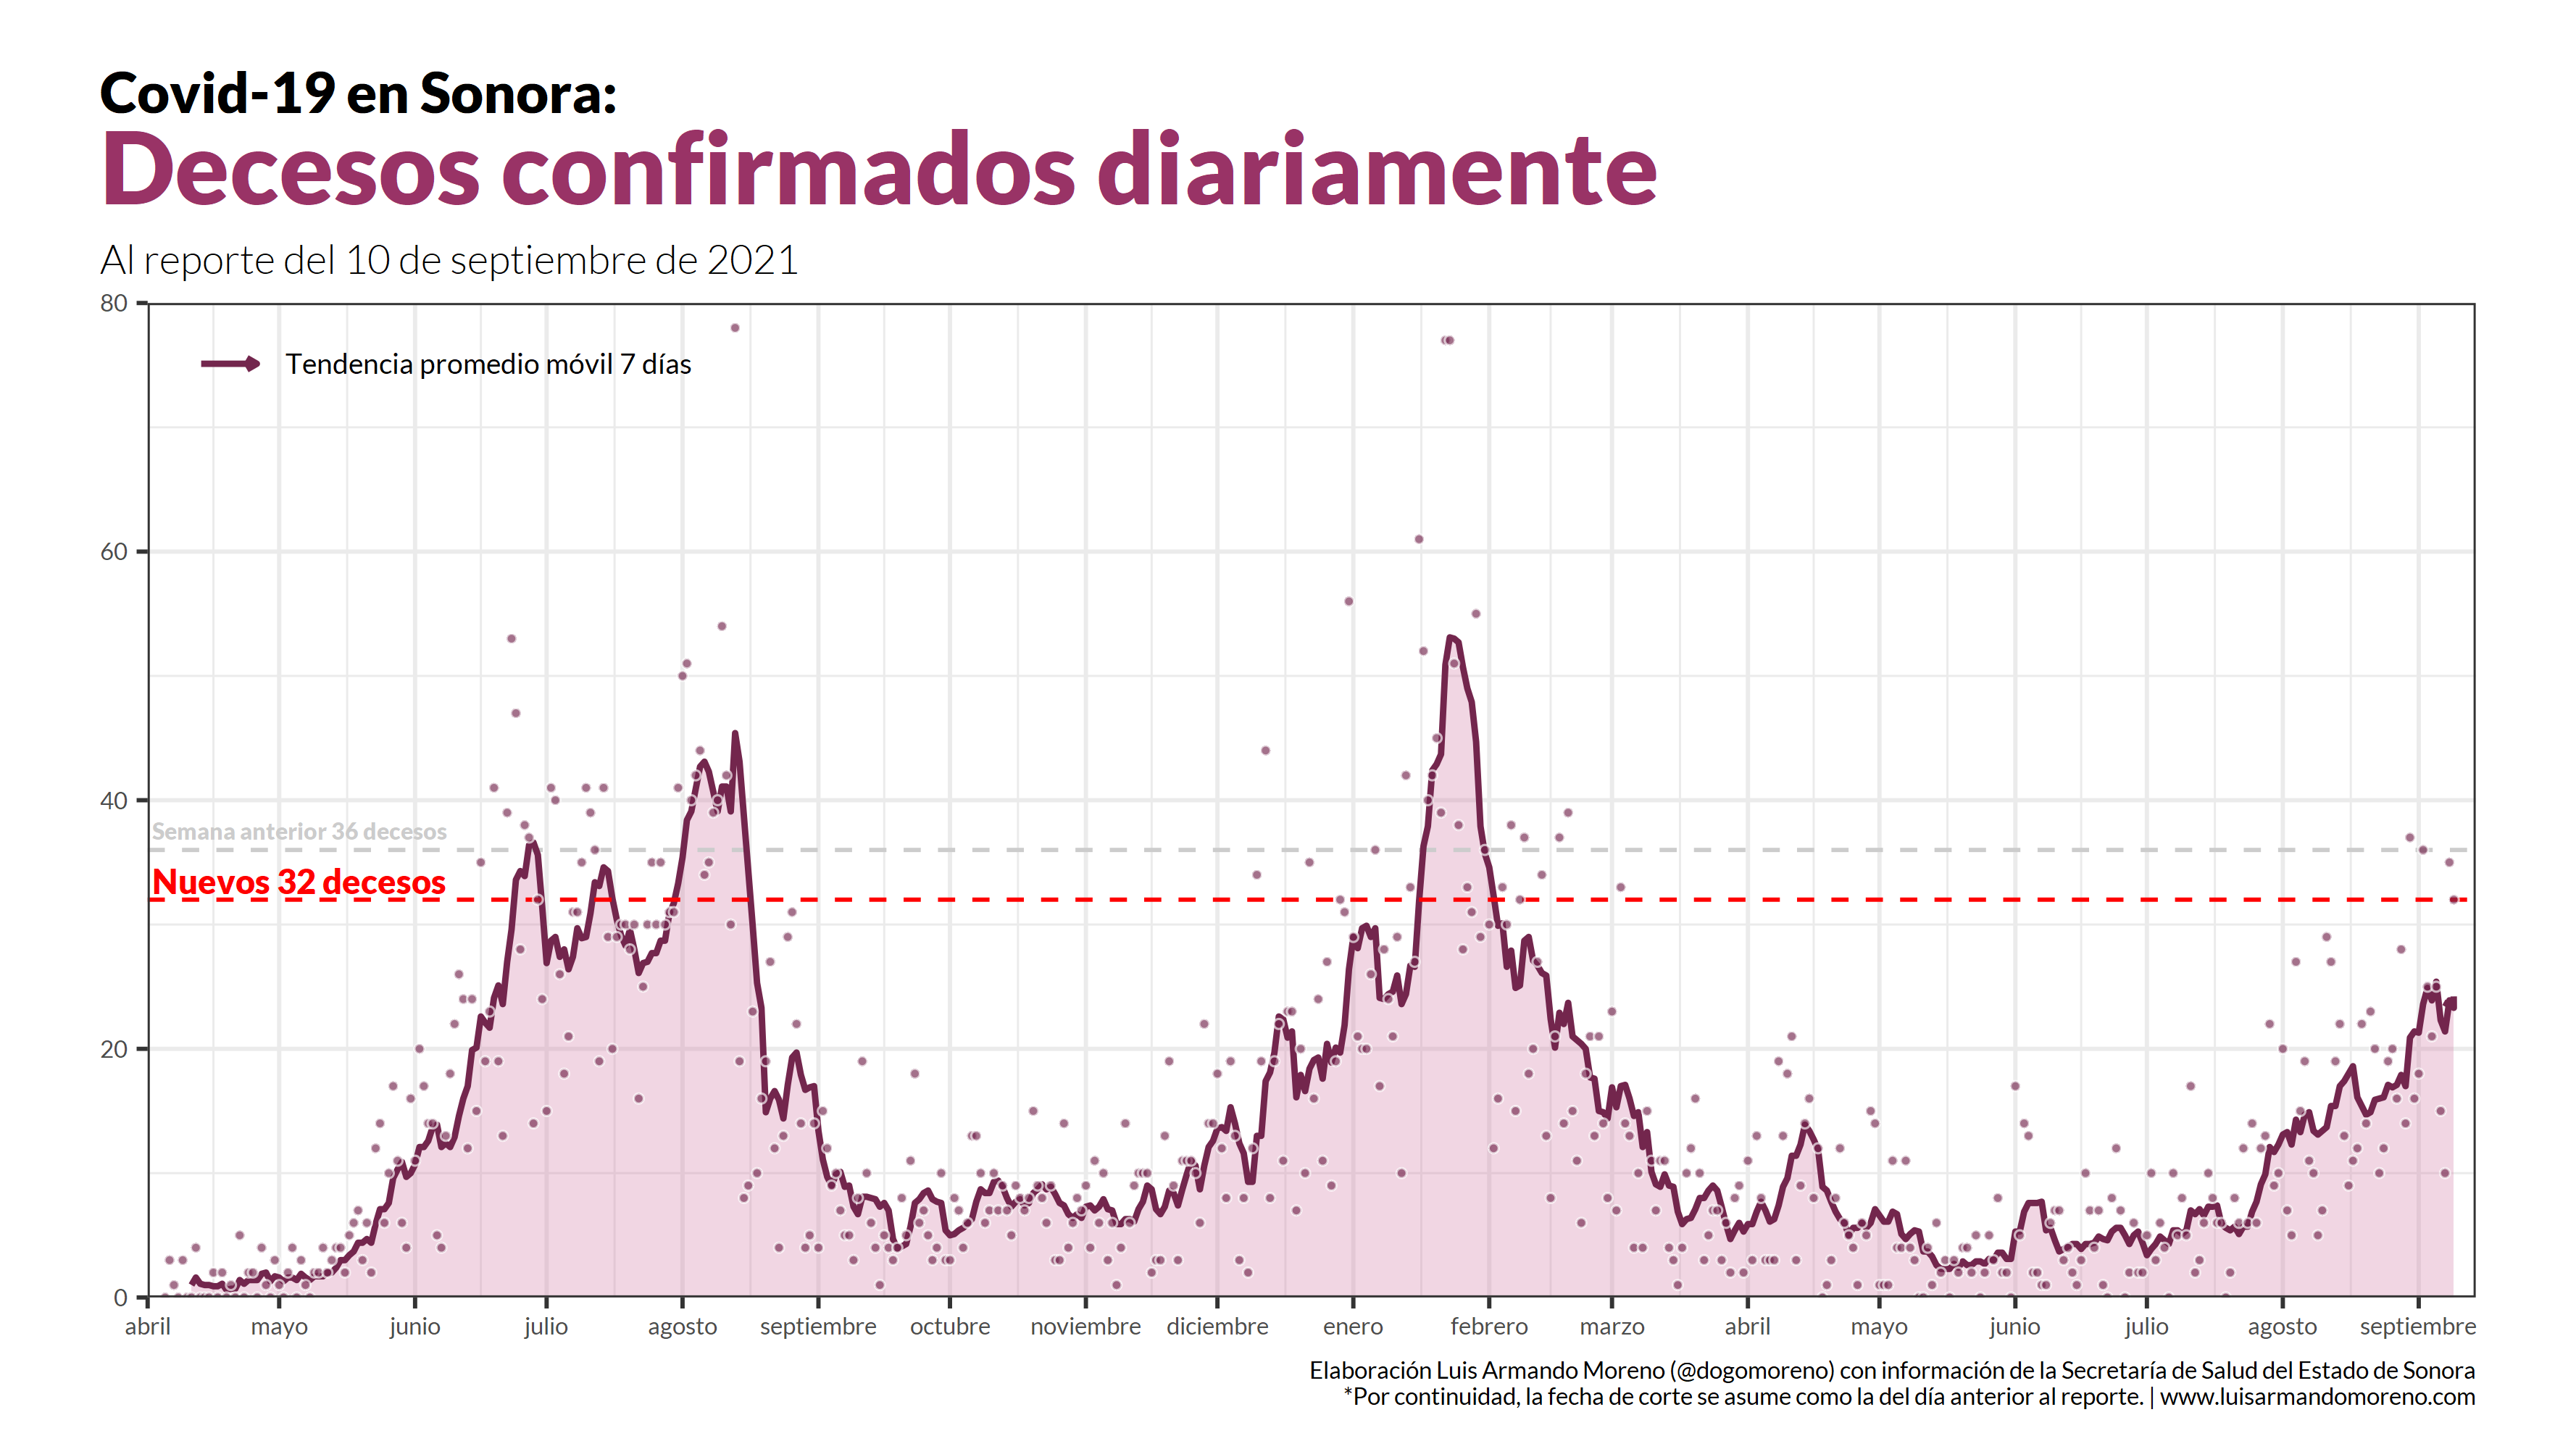 Covid-19 en Sonora:
Decesos confirmados diariamente
Al reporte del 10 de septiembre de 2021
80
Tendencia promedio móvil 7 días
60
40
Semana anterior 36 decesos
Nuevos 32 decesos
20
0
abril mayo junio julio agosto septiembre octubre noviembre diciembre enero febrero marzo abril mayo junio julio agosto septiembre
Elaboración Luis Armando Moreno (@dogomoreno) con información de la Secretaría de Salud del Estado de Sonora
*Por continuidad, la fecha de corte se asume como la del día anterior al reporte. | www.luisarmandomoreno.com